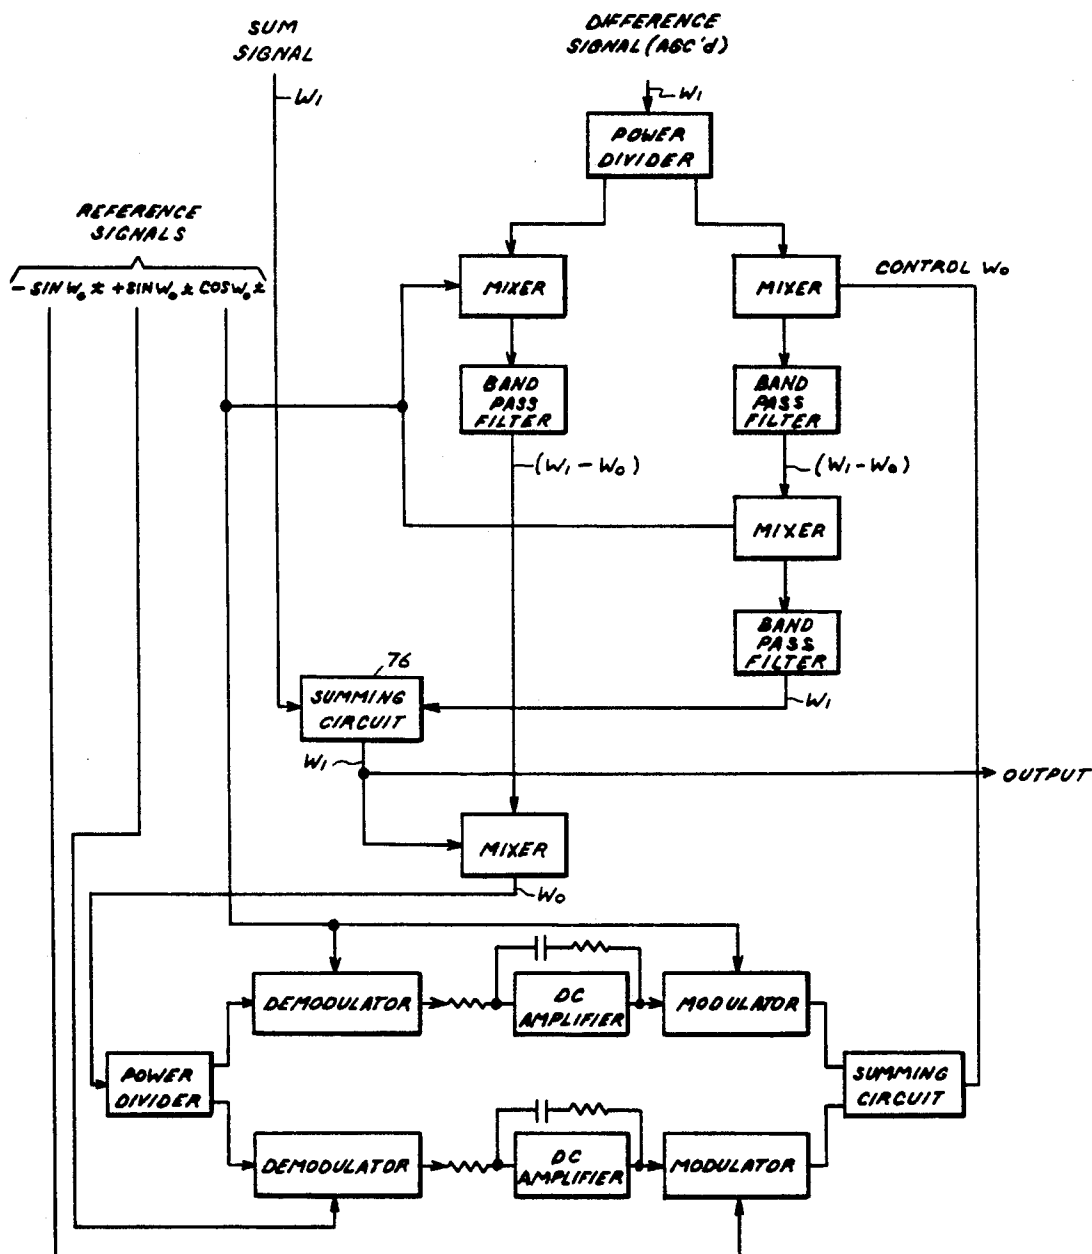 SUM
SIGNAL
W1
DIFFERENCE
SIGNAL (AGC'd)
W1
POWER
DIVIDER
REFERENCE
SIGNALS
- SIN W0 t + SIN W0 t COS W0 t
MIXER
MIXER
CONTROL W0
BAND
PASS
FILTER
BAND
PASS
FILTER
(W1 - W0)
(W1 - W0)
MIXER
BAND
PASS
FILTER
76
SUMMING
CIRCUIT
W1
W1
OUTPUT
MIXER
W0
DEMODULATOR
DC
AMPLIFIER
MODULATOR
POWER
DIVIDER
SUMMING
CIRCUIT
DEMODULATOR
DC
AMPLIFIER
MODULATOR